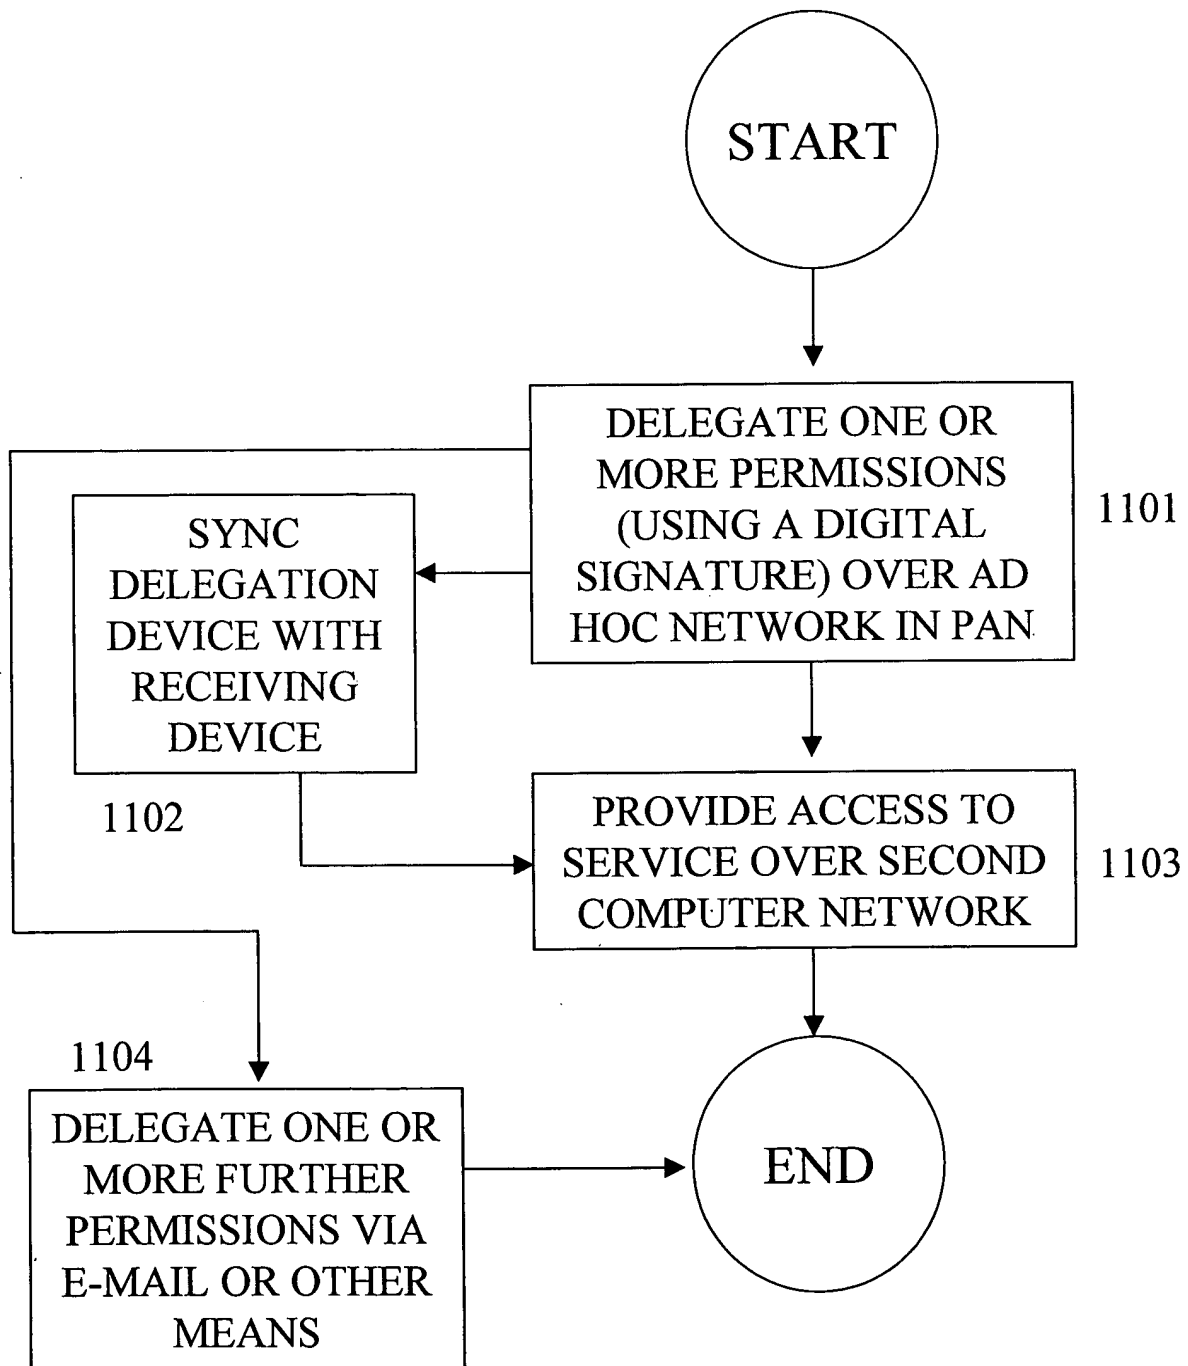 START
DELEGATE ONE OR
MORE PERMISSIONS
(USING A DIGITAL
SIGNATURE) OVER AD
HOC NETWORK IN PAN
1101
SYNC
DELEGATION
DEVICE WITH
RECEIVING
DEVICE
1102
PROVIDE ACCESS TO
SERVICE OVER SECOND
COMPUTER NETWORK
1103
1104
DELEGATE ONE OR
MORE FURTHER
PERMISSIONS VIA
E-MAIL OR OTHER
MEANS
END